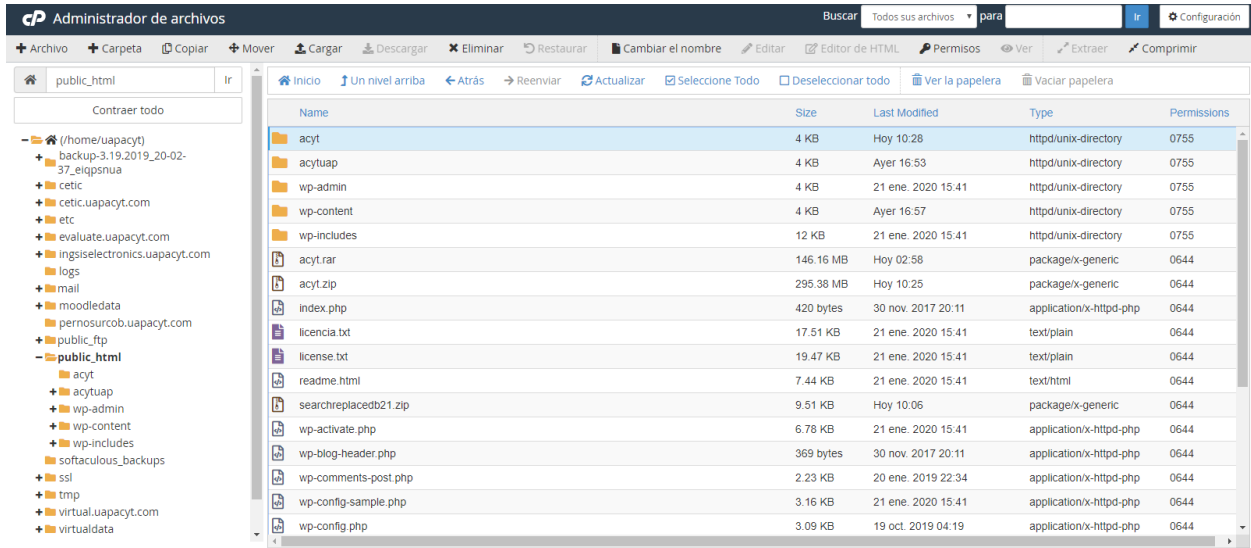 cP Administrador de archivos Buscar Todos sus archivos para Ir Configuración
Archivo Carpeta Copiar Mover Cargar Descargar Eliminar Restaurar Cambiar el nombre Editar Editor de HTML Permisos Ver Extraer Comprimir
public_html Ir
Contraer todo
(/home/uapacyt)
backup-3.19.2019_20-02-
37_eiqpsnua
cetic
cetic.uapacyt.com
etc
evaluate.uapacyt.com
ingsiselectronics.uapacyt.com
logs
mail
moodledata
pernosurcob.uapacyt.com
public_ftp
public_html
acyt
acytuap
wp-admin
wp-content
wp-includes
softaculous_backups
ssl
tmp
virtual.uapacyt.com
virtualdata
Inicio Un nivel arriba Atrás Reenviar Actualizar Seleccione Todo Deseleccionar todo Ver la papelera Vaciar papelera
Name Size Last Modified Type Permissions
acyt 4 KB Hoy 10:28 httpd/unix-directory 0755
acytuap 4 KB Ayer 16:53 httpd/unix-directory 0755
wp-admin 4 KB 21 ene. 2020 15:41 httpd/unix-directory 0755
wp-content 4 KB Ayer 16:57 httpd/unix-directory 0755
wp-includes 12 KB 21 ene. 2020 15:41 httpd/unix-directory 0755
acyt.rar 146.16 MB Hoy 02:58 package/x-generic 0644
acyt.zip 295.38 MB Hoy 10:25 package/x-generic 0644
index.php 420 bytes 30 nov. 2017 20:11 application/x-httpd-php 0644
licencia.txt 17.51 KB 21 ene. 2020 15:41 text/plain 0644
license.txt 19.47 KB 21 ene. 2020 15:41 text/plain 0644
readme.html 7.44 KB 21 ene. 2020 15:41 text/html 0644
searchreplacedb21.zip 9.51 KB Hoy 10:06 package/x-generic 0644
wp-activate.php 6.78 KB 21 ene. 2020 15:41 application/x-httpd-php 0644
wp-blog-header.php 369 bytes 30 nov. 2017 20:11 application/x-httpd-php 0644
wp-comments-post.php 2.23 KB 20 ene. 2019 22:34 application/x-httpd-php 0644
wp-config-sample.php 3.16 KB 21 ene. 2020 15:41 application/x-httpd-php 0644
wp-config.php 3.09 KB 19 oct. 2019 04:19 application/x-httpd-php 0644